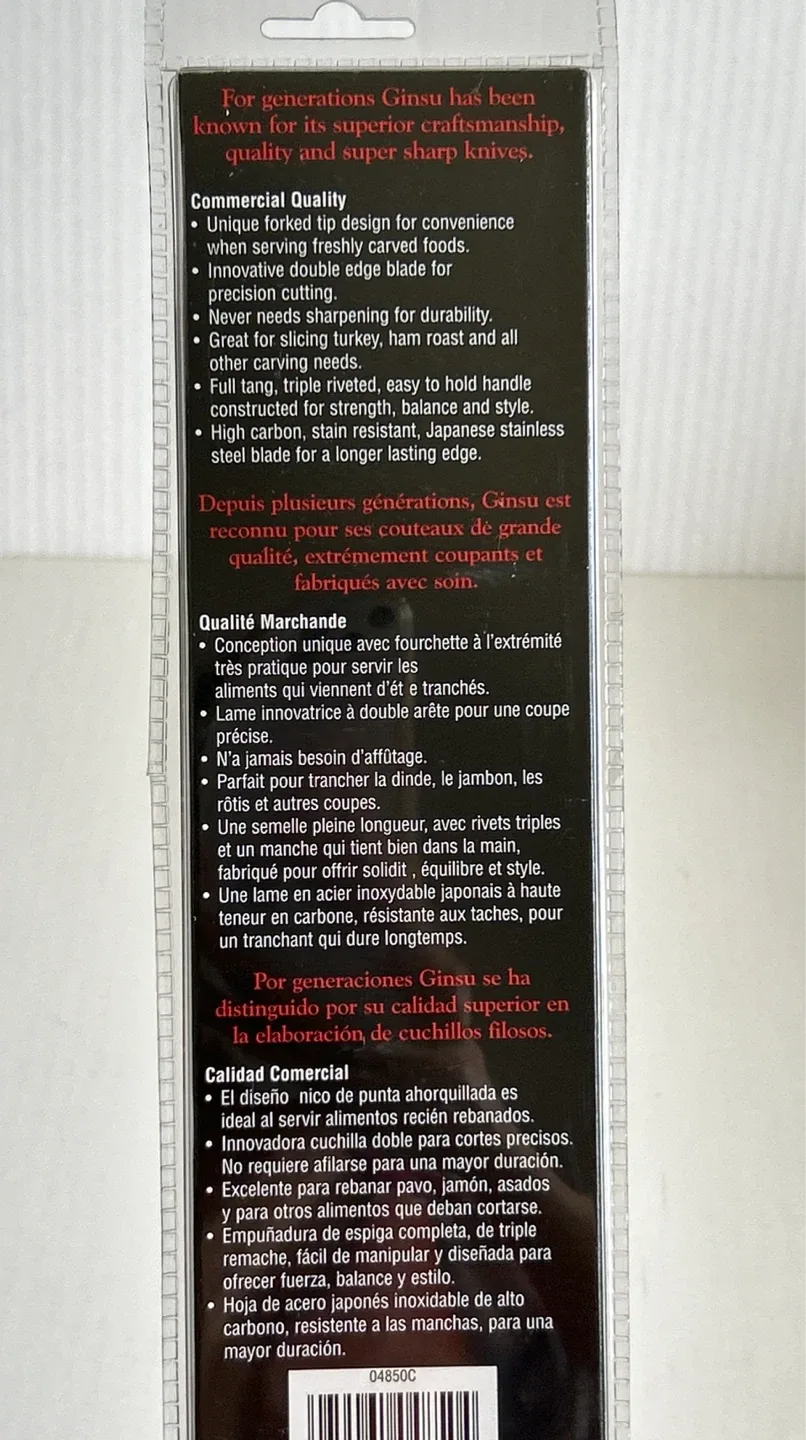 For generations Ginsu has been
known for its superior craftsmanship,
quality and super sharp knives.
Commercial Quality
• Unique forked tip design for convenience
when serving freshly carved foods.
• Innovative double edge blade for
precision cutting.
• Never needs sharpening for durability.
• Great for slicing turkey, ham roast and all
other carving needs.
• Full tang, triple riveted, easy to hold handle
constructed for strength, balance and style.
• High carbon, stain resistant, Japanese stainless
steel blade for a longer lasting edge.
Depuis plusieurs générations, Ginsu est
reconnu pour ses couteaux de grande
qualité, extrémement coupants et
fabriqués avec soin.
Qualité Marchande
• Conception unique avec fourchette à l'extrémité
très pratique pour servir les
aliments qui viennent d'ét e tranchés.
• Lame innovatrice à double arête pour une coupe
précise.
• N'a jamais besoin d'affûtage.
• Parfait pour trancher la dinde, le jambon, les
rôtis et autres coupes.
• Une semelle pleine longueur, avec rivets triples
et un manche qui tient bien dans la main,
fabriqué pour offrir solidit , équilibre et style.
• Une lame en acier inoxydable japonais à haute
teneur en carbone, résistante aux taches, pour
un tranchant qui dure longtemps.
Por generaciones Ginsu se ha
distinguido por su calidad superior en
la elaboración de cuchillos filosos.
Calidad Comercial
• El diseño nico de punta ahorquillada es
ideal al servir alimentos recién rebanados.
• Innovadora cuchilla doble para cortes precisos.
No requiere afilarse para una mayor duración.
• Excelente para rebanar pavo, jamón, asados
y para otros alimentos que deban cortarse.
• Empuñadura de espiga completa, de triple
remache, fácil de manipular y diseñada para
ofrecer fuerza, balance y estilo.
• Hoja de acero japonés inoxidable de alto
carbono, resistente a las manchas, para una
mayor duración.
04850C